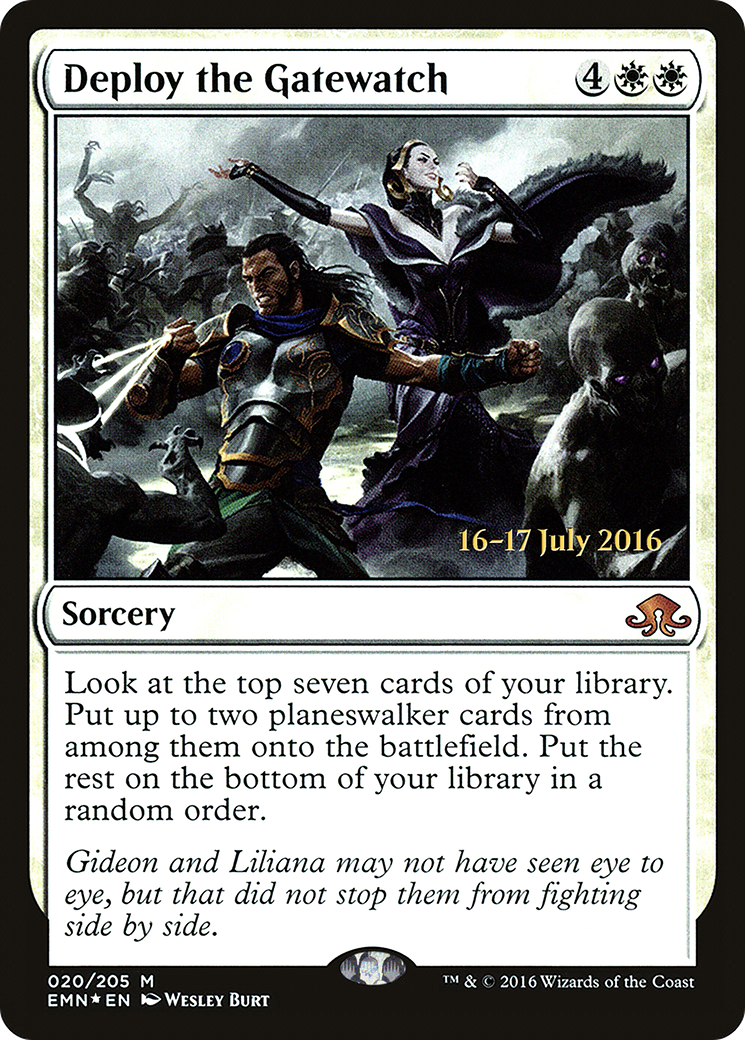 Deploy the Gatewatch 4
16–17 July 2016
Sorcery
Look at the top seven cards of your library.
Put up to two planeswalker cards from
among them onto the battlefield. Put the
rest on the bottom of your library in a
random order.
Gideon and Liliana may not have seen eye to
eye, but that did not stop them from fighting
side by side.
020/205 M
EMN★EN Wesley Burt
™ & © 2016 Wizards of the Coast